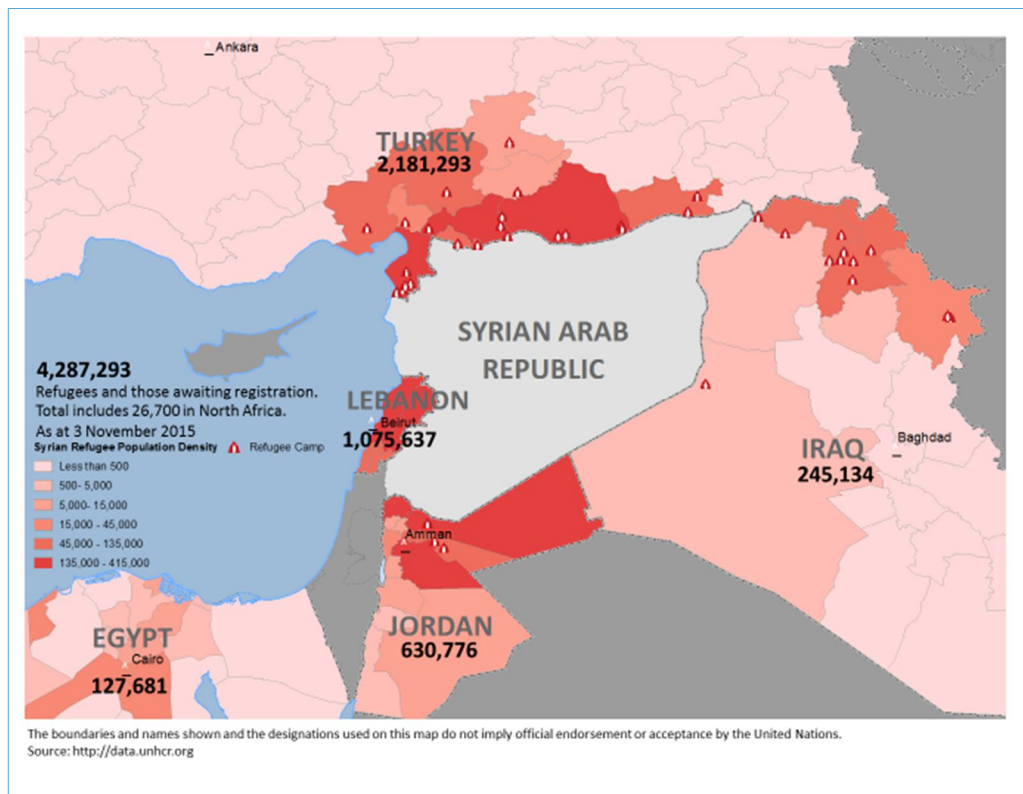 Ankara
TURKEY
2,181,293
SYRIAN ARAB
REPUBLIC
4,287,293
Refugees and those awaiting registration.
Total includes 26,700 in North Africa.
As at 3 November 2015
Syrian Refugee Population Density
Refugee Camp
Less than 500
500- 5,000
5,000- 15,000
15,000 - 45,000
45,000 - 135,000
135,000 - 415,000
LEBANON
Beirut
1,075,637
IRAQ
245,134
Baghdad
Amman
JORDAN
630,776
EGYPT
Cairo
127,681
The boundaries and names shown and the designations used on this map do not imply official endorsement or acceptance by the United Nations.
Source: http://data.unhcr.org